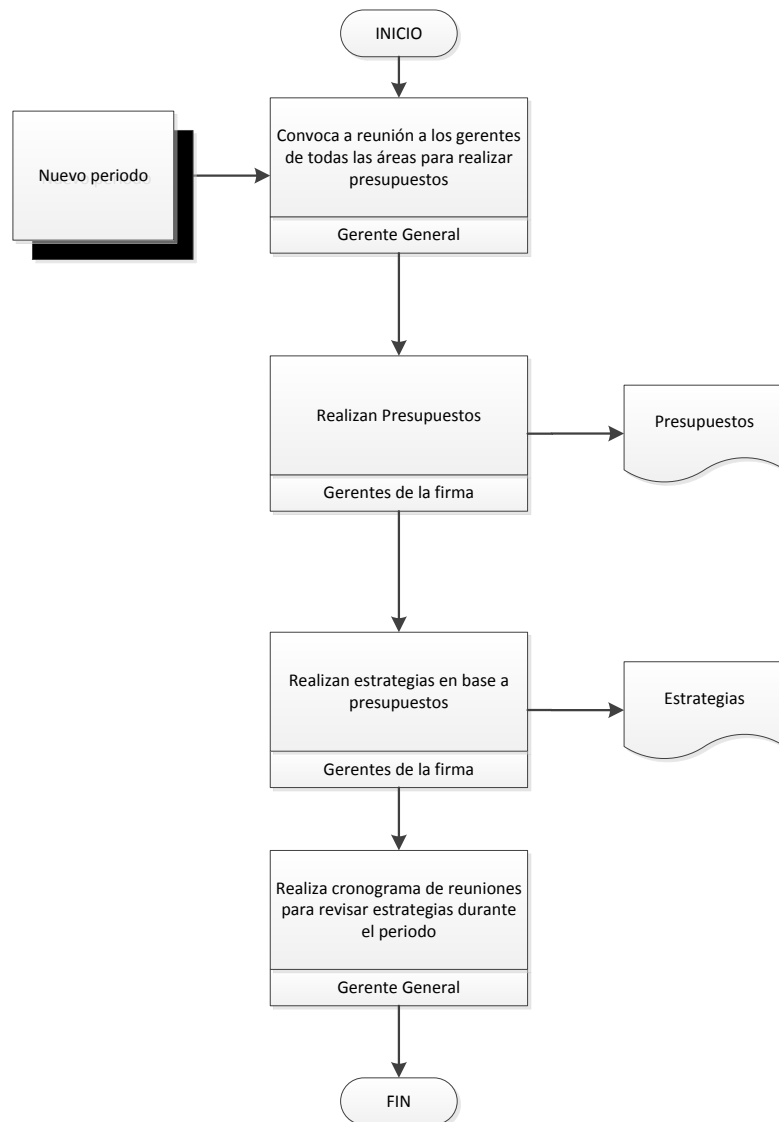 INICIO
Convoca a reunión a los gerentes
de todas las áreas para realizar
presupuestos
Nuevo periodo
Gerente General
Realizan Presupuestos
Presupuestos
Gerentes de la firma
Realizan estrategias en base a
presupuestos
Estrategias
Gerentes de la firma
Realiza cronograma de reuniones
para revisar estrategias durante
el periodo
Gerente General
FIN